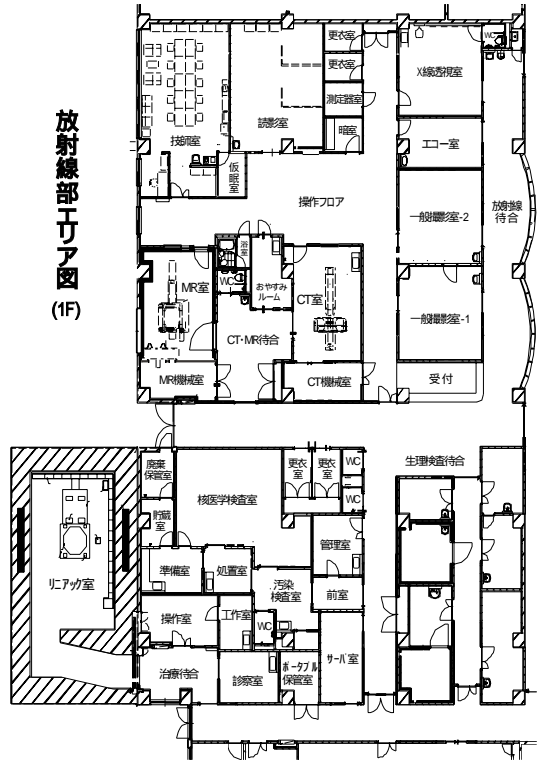 放射線部エリア図
(1F)
更衣室
WC
更衣室
X線透視室
測定器室
技師室
読影室
暗室
エコー室
仮
眠
室
操作フロア
一般撮影室-2
放射線
待合
浴
室
WC
MR室
おやすみ
ルーム
CT室
CT・MR待合
一般撮影室-1
MR機械室
CT機械室
受付
廃棄
保管室
更衣
室
更衣
室
WC
生理検査待合
核医学検査室
WC
貯蔵
室
管理室
準備室
処置室
リニアック室
汚染
検査室
前室
操作室
工作室
WC
サーバ室
治療待合
診察室
ポータブル
保管室